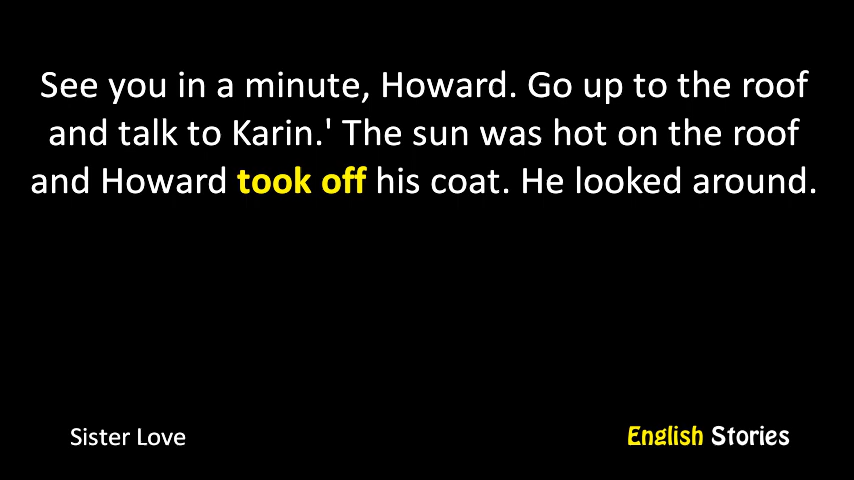 See you in a minute, Howard. Go up to the roof
and talk to Karin.' The sun was hot on the roof
and Howard took off his coat. He looked around.
Sister Love
English Stories